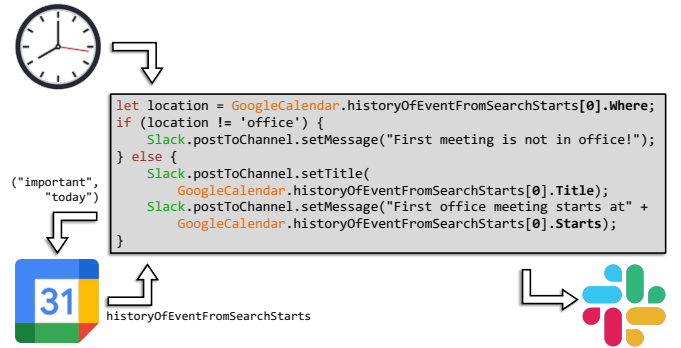 let location = GoogleCalendar.historyOfEventFromSearchStarts[0].Where;
if (location != 'office') {
    Slack.postToChannel.setMessage("First meeting is not in office!");
} else {
    Slack.postToChannel.setTitle(
        GoogleCalendar.historyOfEventFromSearchStarts[0].Title);
    Slack.postToChannel.setMessage("First office meeting starts at" +
        GoogleCalendar.historyOfEventFromSearchStarts[0].Starts);
}
("important",
"today")
31
historyOfEventFromSearchStarts